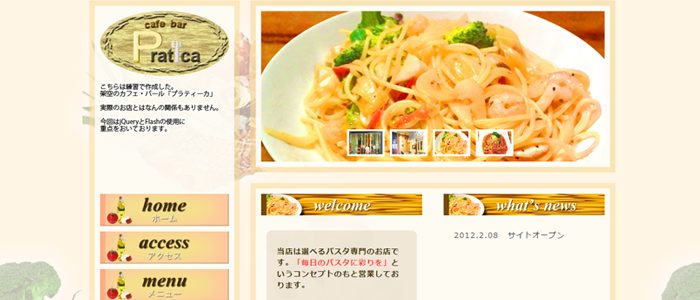 cafe bar
Pratica
こちらは練習で作成した。
架空のカフェ・バール「プラティーカ」
実際のお店とはなんの関係もありません。
今回はjQueryとFlashの使用に
重点をおいております。
home
ホーム
access
アクセス
menu
メニュー
welcome
当店は選べるパスタ専門のお店で
す。「毎日のパスタに彩りを」と
いうコンセプトのもと営業してお
ります。
what's news
2012.2.08 サイトオープン